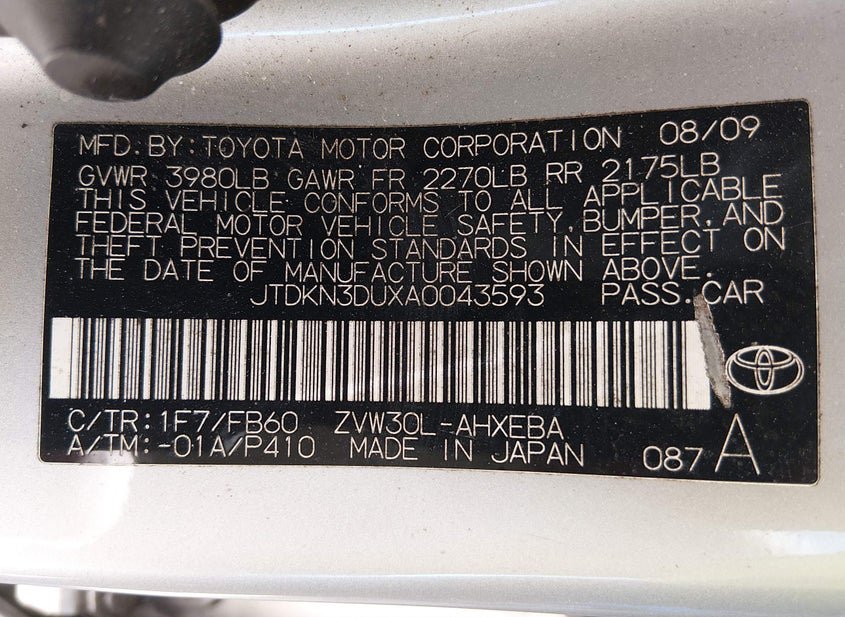 MFD. BY: TOYOTA MOTOR CORPORATION 08/09
GVWR 3980LB GAWR FR 2270LB RR 2175LB
THIS VEHICLE CONFORMS TO ALL APPLICABLE
FEDERAL MOTOR VEHICLE SAFETY, BUMPER, AND
THEFT PREVENTION STANDARDS IN EFFECT ON
THE DATE OF MANUFACTURE SHOWN ABOVE.
JTDKN3DUXA0043593 PASS. CAR
C/TR: 1F7/FB60 ZVW30L-AHXEBA
A/TM: -01A/P410 MADE IN JAPAN 087 A